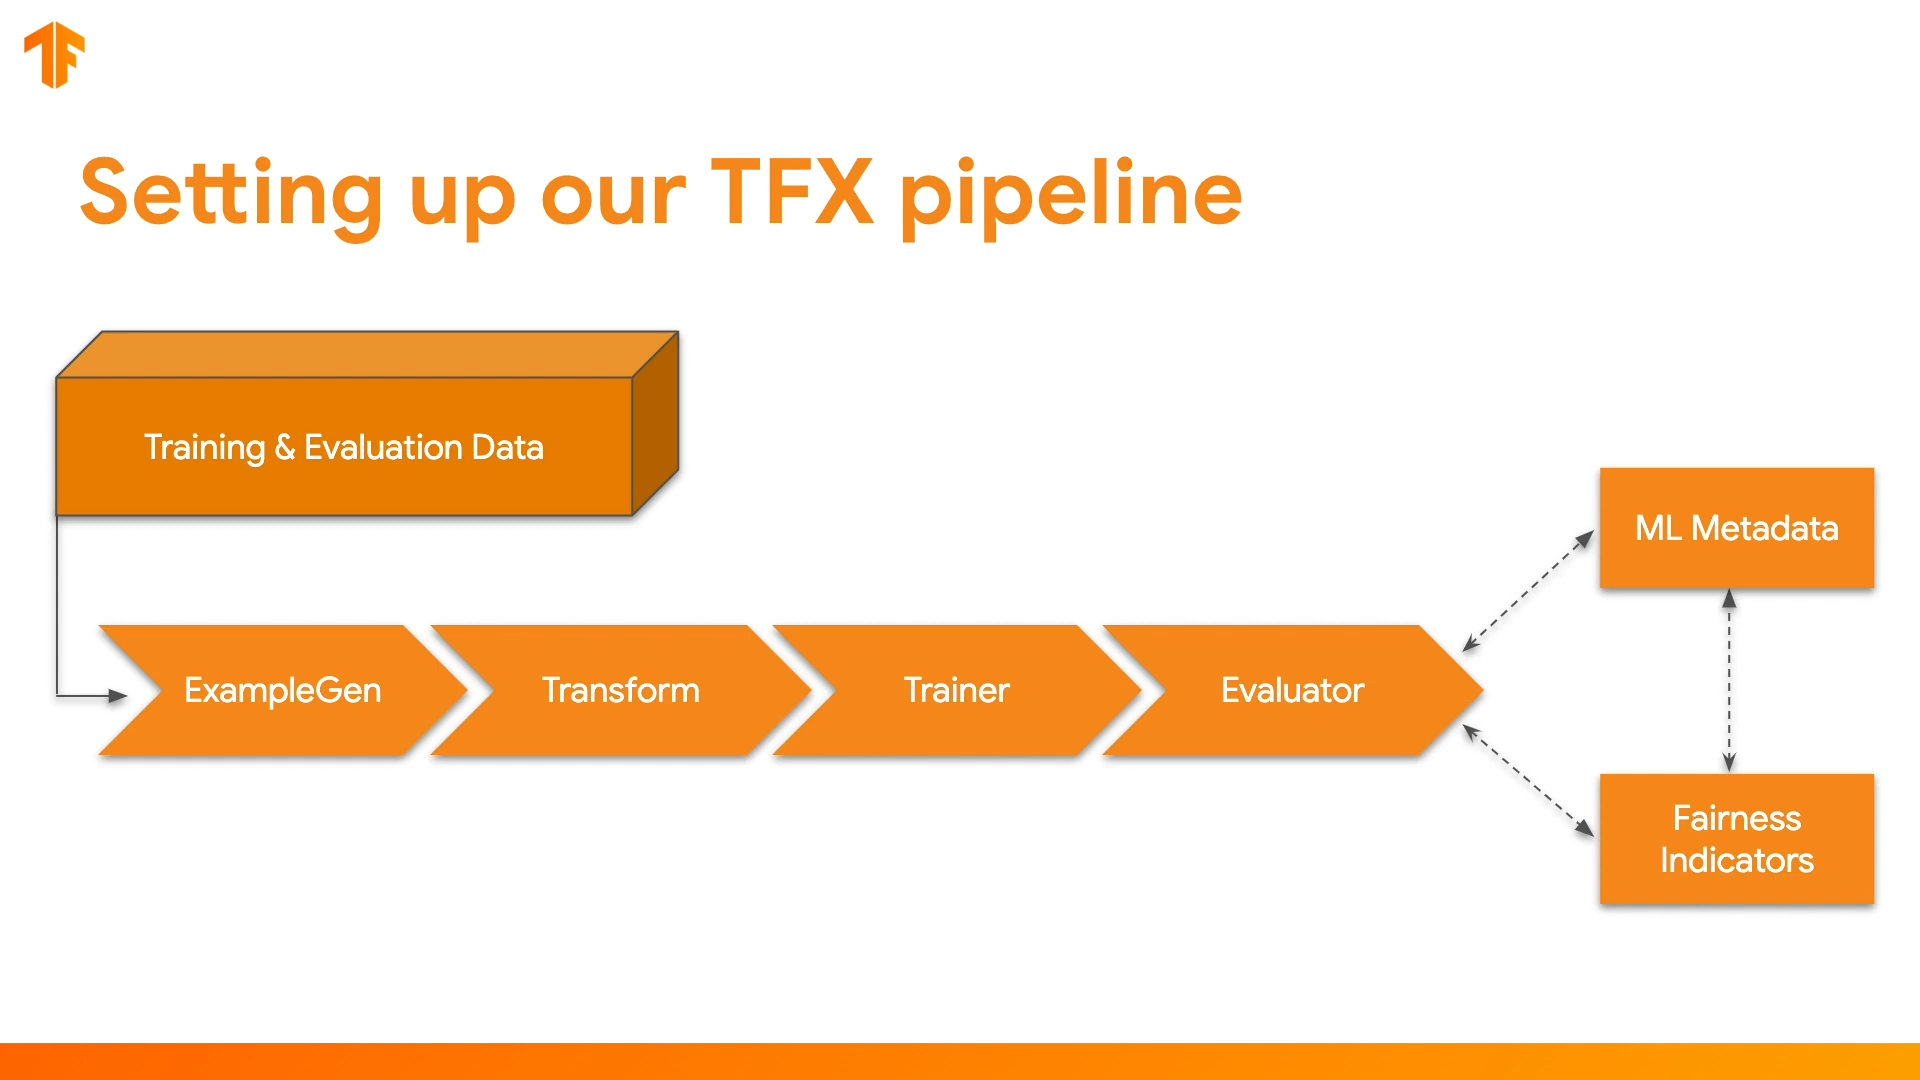 Setting up our TFX pipeline
Training & Evaluation Data
ML Metadata
ExampleGen
Transform
Trainer
Evaluator
Fairness
Indicators